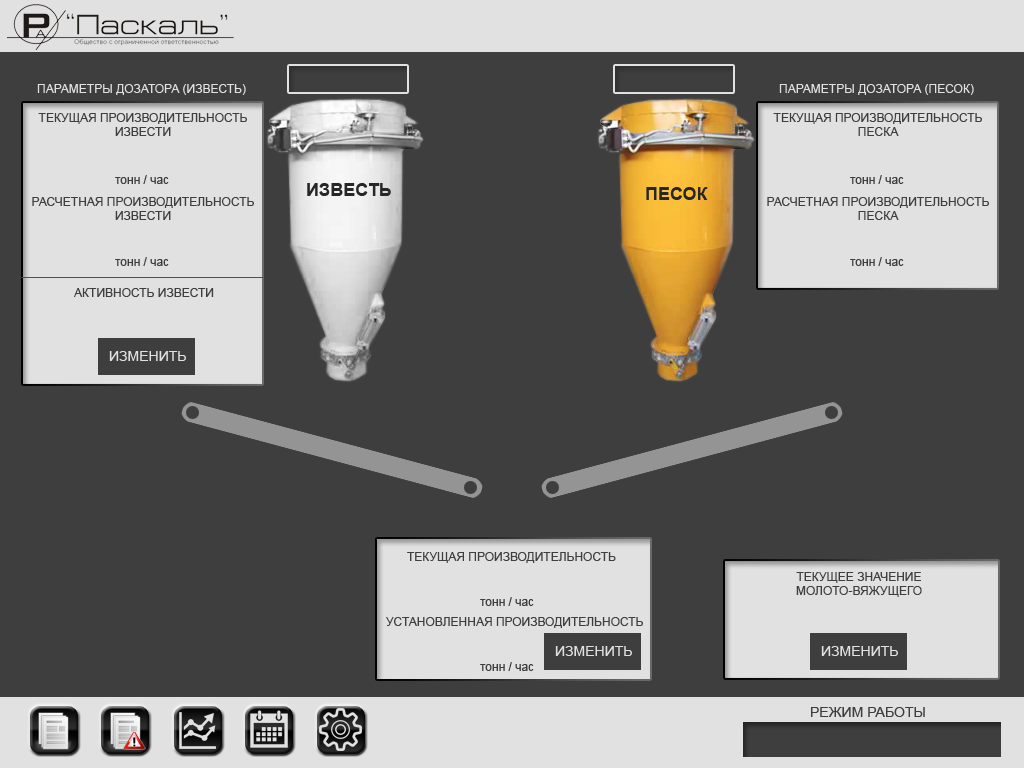 РА "Паскаль"
Общество с ограниченной ответственностью
ПАРАМЕТРЫ ДОЗАТОРА (ИЗВЕСТЬ)
ТЕКУЩАЯ ПРОИЗВОДИТЕЛЬНОСТЬ
ИЗВЕСТИ
тонн / час
РАСЧЕТНАЯ ПРОИЗВОДИТЕЛЬНОСТЬ
ИЗВЕСТИ
тонн / час
АКТИВНОСТЬ ИЗВЕСТИ
ИЗМЕНИТЬ
ИЗВЕСТЬ
ПЕСОК
ПАРАМЕТРЫ ДОЗАТОРА (ПЕСОК)
ТЕКУЩАЯ ПРОИЗВОДИТЕЛЬНОСТЬ
ПЕСКА
тонн / час
РАСЧЕТНАЯ ПРОИЗВОДИТЕЛЬНОСТЬ
ПЕСКА
тонн / час
ТЕКУЩАЯ ПРОИЗВОДИТЕЛЬНОСТЬ
тонн / час
УСТАНОВЛЕННАЯ ПРОИЗВОДИТЕЛЬНОСТЬ
тонн / час
ИЗМЕНИТЬ
ТЕКУЩЕЕ ЗНАЧЕНИЕ
МОЛОТО-ВЯЖУЩЕГО
ИЗМЕНИТЬ
РЕЖИМ РАБОТЫ